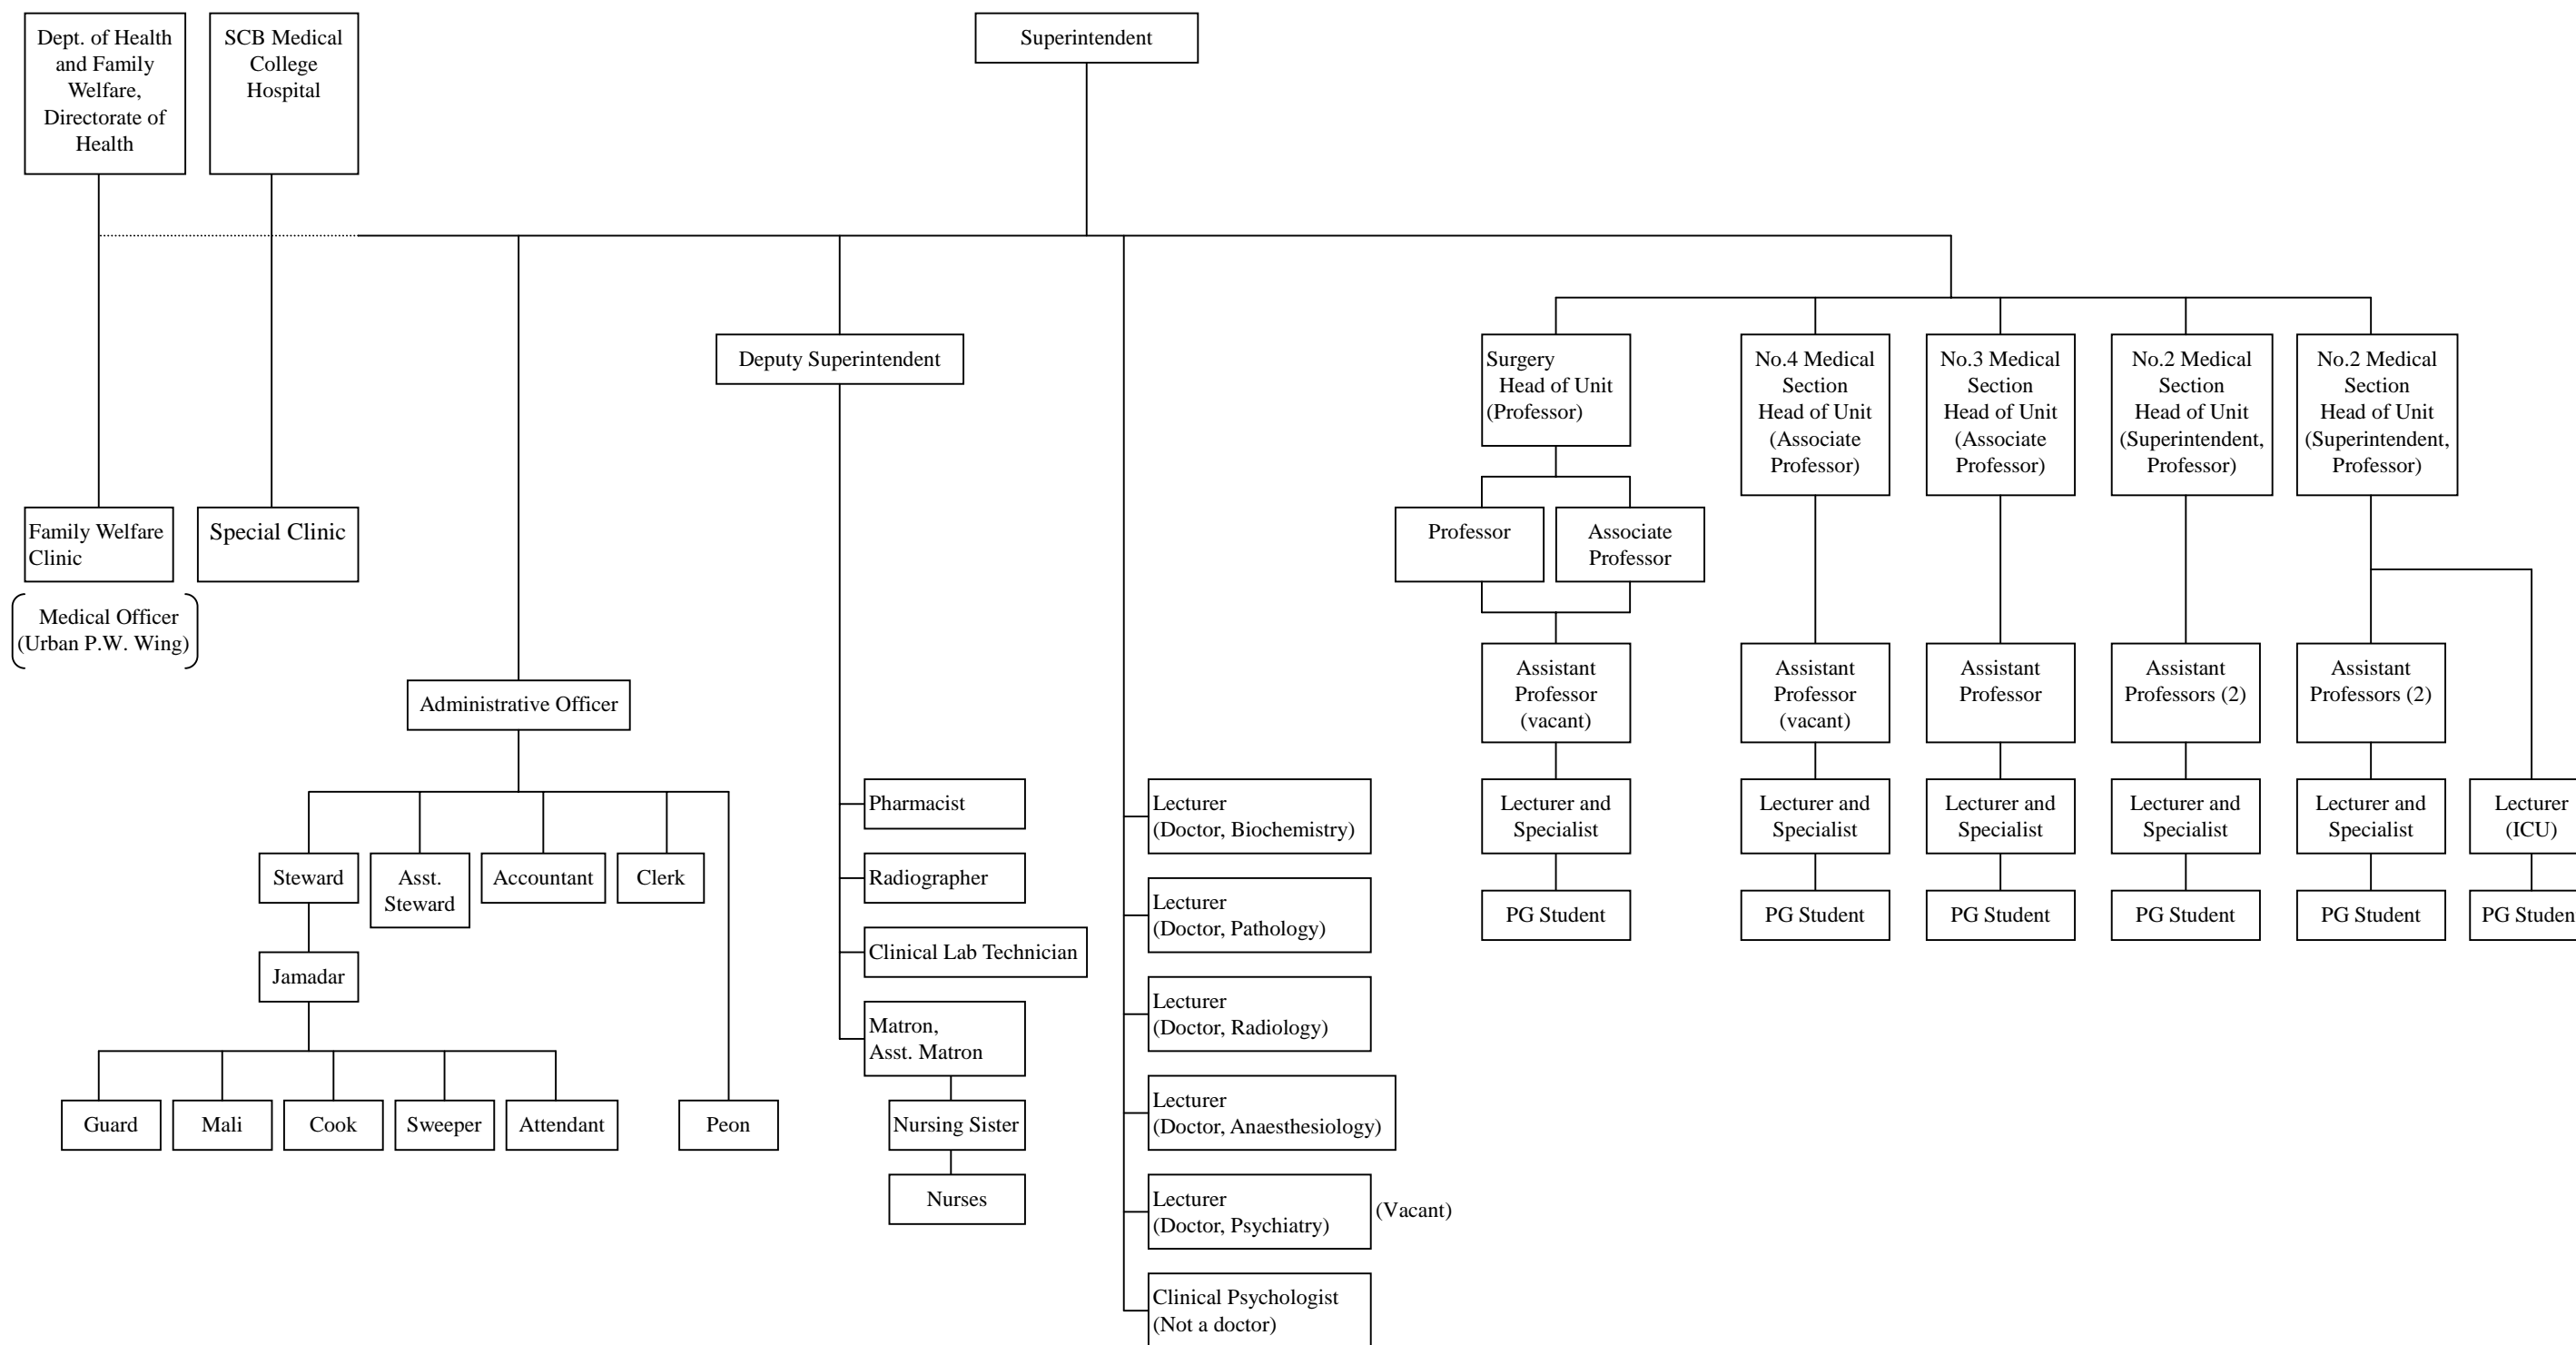 Dept. of Health
and Family
Welfare,
Directorate of
Health
SCB Medical
College
Hospital
Superintendent
Deputy Superintendent
Surgery
Head of Unit
(Professor)
No.4 Medical
Section
Head of Unit
(Associate
Professor)
No.3 Medical
Section
Head of Unit
(Associate
Professor)
No.2 Medical
Section
Head of Unit
(Superintendent,
Professor)
No.2 Medical
Section
Head of Unit
(Superintendent,
Professor)
Family Welfare
Clinic
Special Clinic
Professor
Associate
Professor
Medical Officer
(Urban P.W. Wing)
Administrative Officer
Assistant
Professor
(vacant)
Assistant
Professor
(vacant)
Assistant
Professor
Assistant
Professors (2)
Assistant
Professors (2)
Pharmacist
Radiographer
Clinical Lab Technician
Matron,
Asst. Matron
Nursing Sister
Nurses
Lecturer
(Doctor, Biochemistry)
Lecturer
(Doctor, Pathology)
Lecturer
(Doctor, Radiology)
Lecturer
(Doctor, Anaesthesiology)
Lecturer
(Doctor, Psychiatry)
(Vacant)
Clinical Psychologist
(Not a doctor)
Lecturer and
Specialist
Lecturer and
Specialist
Lecturer and
Specialist
Lecturer and
Specialist
Lecturer and
Specialist
Lecturer
(ICU)
PG Student
PG Student
PG Student
PG Student
PG Student
PG Studen
Steward
Asst.
Steward
Accountant
Clerk
Jamadar
Guard
Mali
Cook
Sweeper
Attendant
Peon